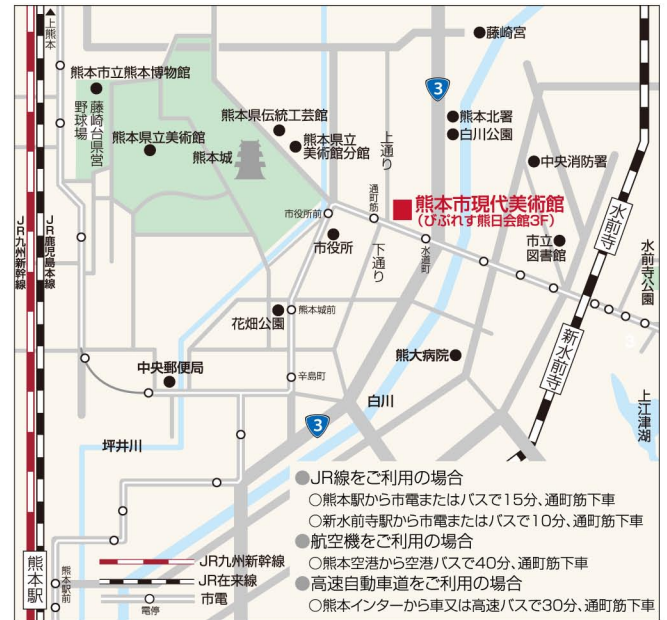 ▲上熊本
藤崎宮
3
熊本市立熊本博物館
藤崎台県営
野球場
熊本県伝統工芸館
熊本北署
白川公園
熊本県立美術館
熊本県立
美術館分館
熊本城
上通り
中央消防署
通町筋
熊本市現代美術館
(びぷれす熊日会館3F)
市役所前
水前寺
JR九州新幹線
JR鹿児島本線
市役所
下通り
水道町
市立
図書館
水前寺公園
花畑公園
熊本城前
新水前寺
中央郵便局
辛島町
熊大病院
白川
上江津湖
3
坪井川
●JR線をご利用の場合
○熊本駅から市電またはバスで15分、通町筋下車
○新水前寺駅から市電またはバスで10分、通町筋下車
●航空機をご利用の場合
○熊本空港から空港バスで40分、通町筋下車
●高速自動車道をご利用の場合
○熊本インターから車又は高速バスで30分、通町筋下車
熊本駅
熊本駅前
JR九州新幹線
JR在来線
市電
電停